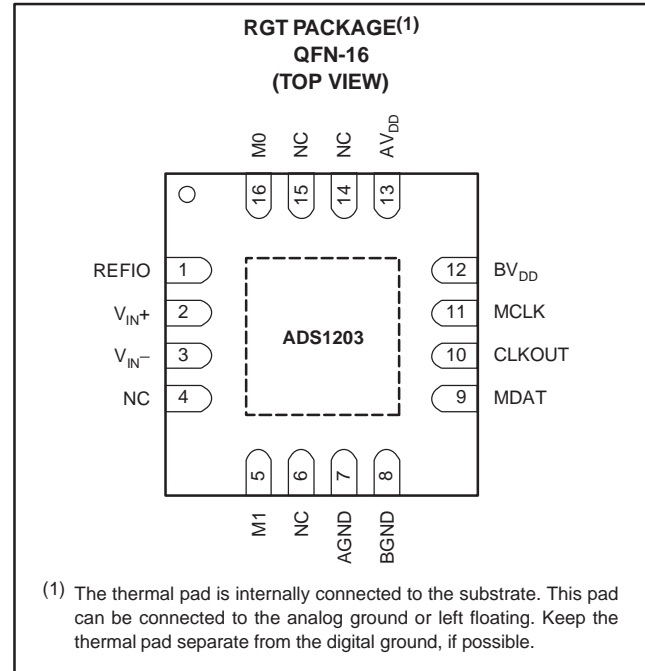 RGT PACKAGE(1)
QFN-16
(TOP VIEW)
M0 NC NC AVDD
16 15 14 13
REFIO 1 12 BVDD
VIN+ 2 11 MCLK
ADS1203
VIN− 3 10 CLKOUT
NC 4 9 MDAT
5 6 7 8
M1 NC AGND BGND
(1) The thermal pad is internally connected to the substrate. This pad
can be connected to the analog ground or left floating. Keep the
thermal pad separate from the digital ground, if possible.